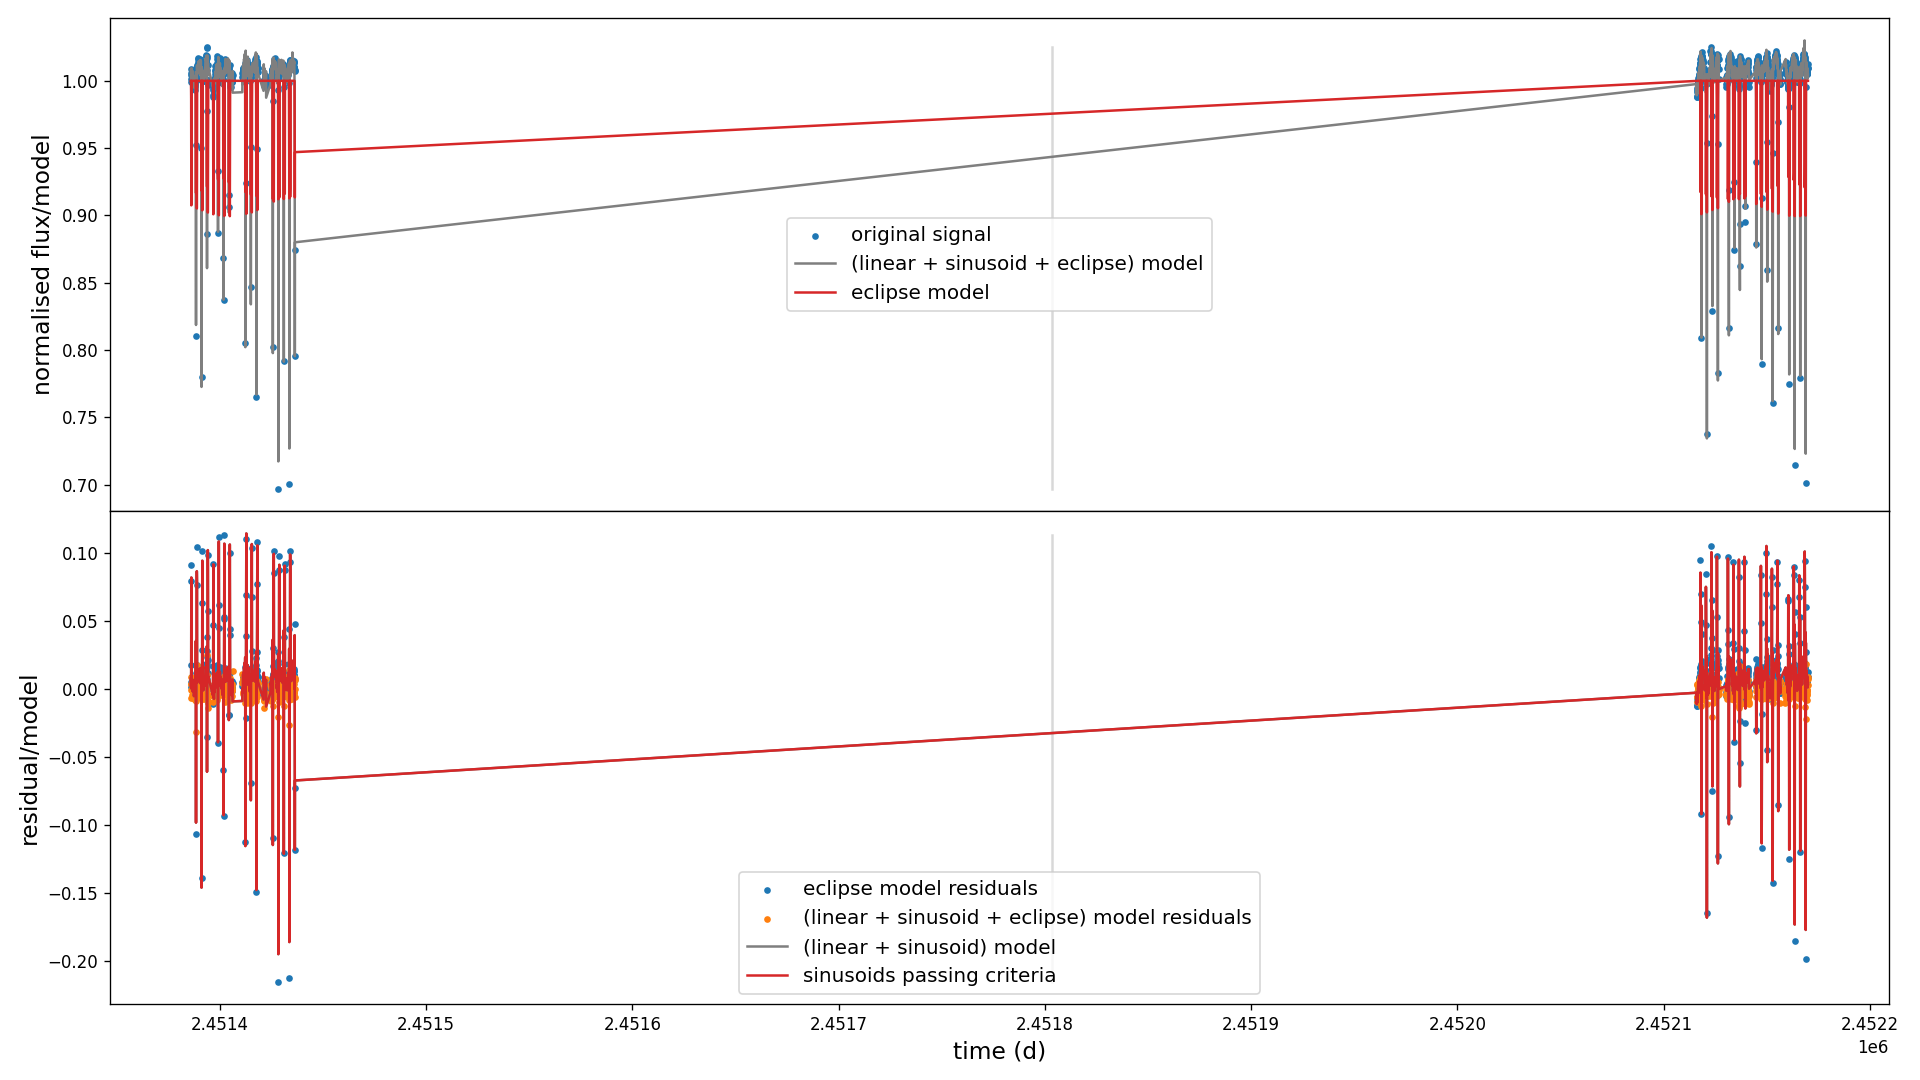 normalised flux/model
1.00
0.95
0.90
0.85
0.80
0.75
0.70
original signal
(linear + sinusoid + eclipse) model
eclipse model
residual/model
0.10
0.05
0.00
−0.05
−0.10
−0.15
−0.20
eclipse model residuals
(linear + sinusoid + eclipse) model residuals
(linear + sinusoid) model
sinusoids passing criteria
2.4514 2.4515 2.4516 2.4517 2.4518 2.4519 2.4520 2.4521 2.4522
1e6
time (d)